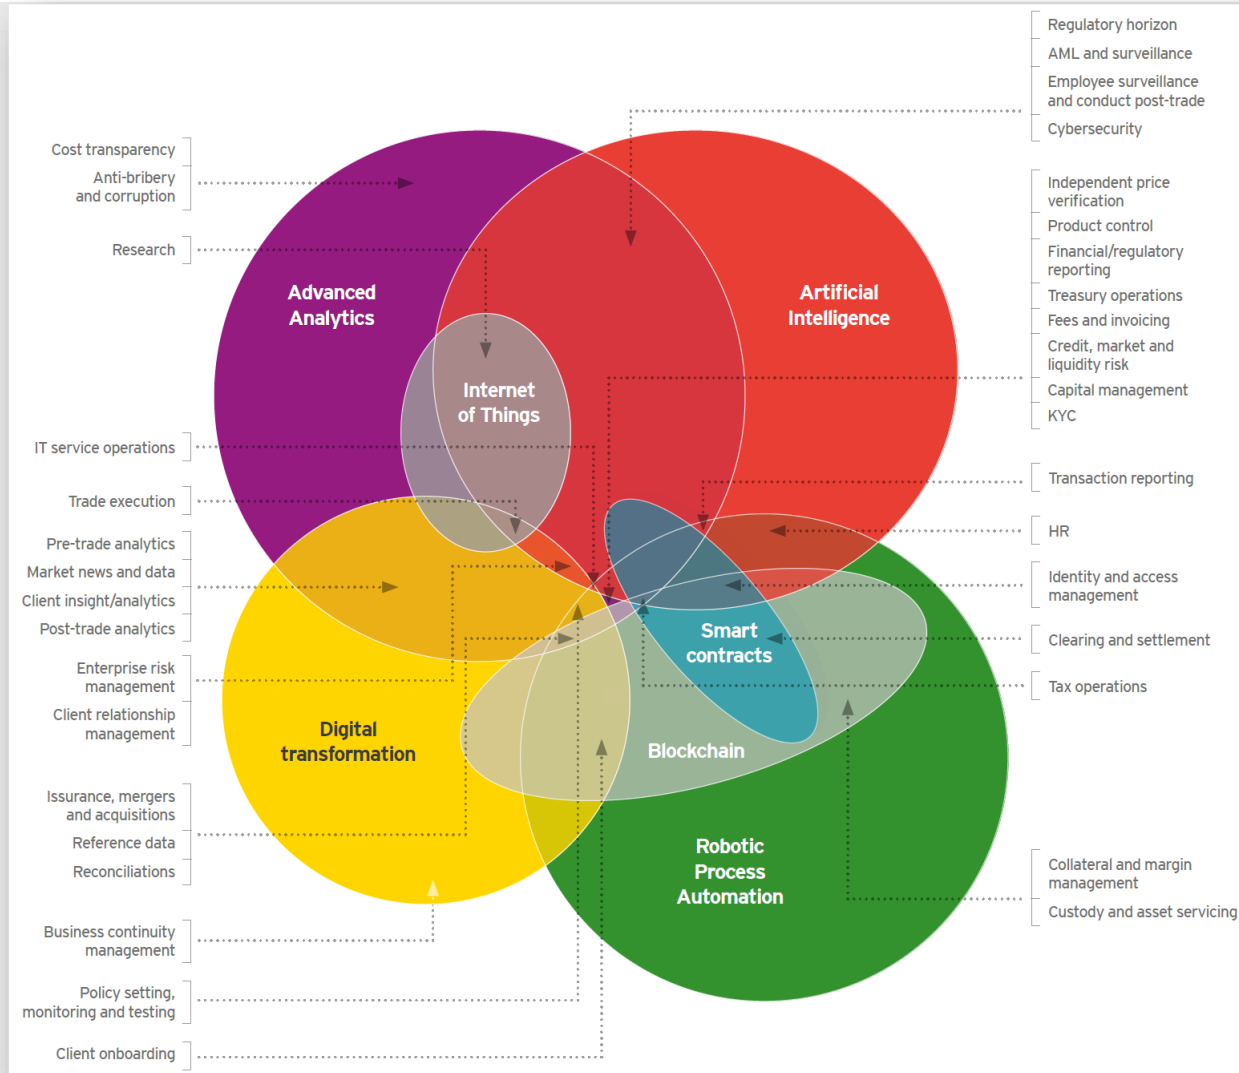 Cost transparency
Anti-bribery
and corruption
Research
IT service operations
Trade execution
Pre-trade analytics
Market news and data
Client insight/analytics
Post-trade analytics
Enterprise risk
management
Client relationship
management
Issurance, mergers
and acquisitions
Reference data
Reconciliations
Business continuity
management
Policy setting,
monitoring and testing
Client onboarding
Advanced
Analytics
Artificial
Intelligence
Internet
of Things
Smart
contracts
Digital
transformation
Blockchain
Robotic
Process
Automation
Regulatory horizon
AML and surveillance
Employee surveillance
and conduct post-trade
Cybersecurity
Independent price
verification
Product control
Financial/regulatory
reporting
Treasury operations
Fees and invoicing
Credit, market and
liquidity risk
Capital management
KYC
Transaction reporting
HR
Identity and access
management
Clearing and settlement
Tax operations
Collateral and margin
management
Custody and asset servicing